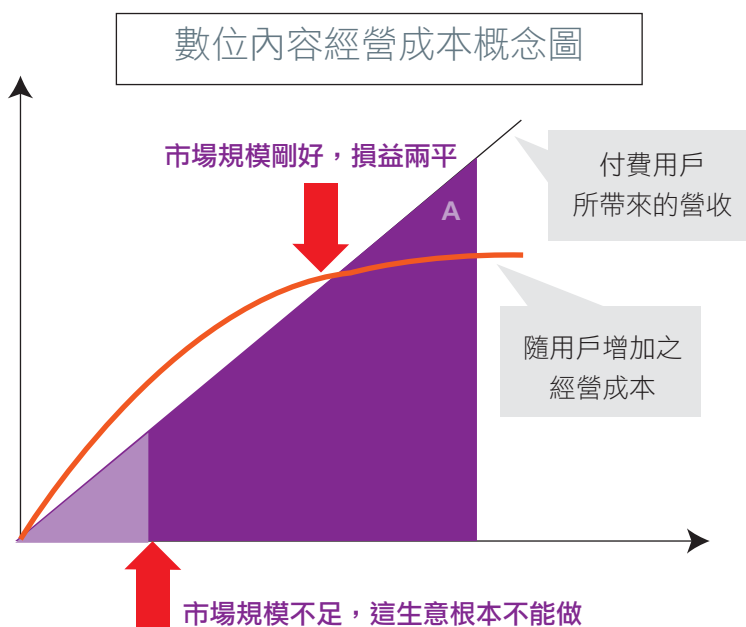 數位內容經營成本概念圖
市場規模剛好，損益兩平
付費用戶
所帶來的營收
A
隨用戶增加之
經營成本
市場規模不足，這生意根本不能做